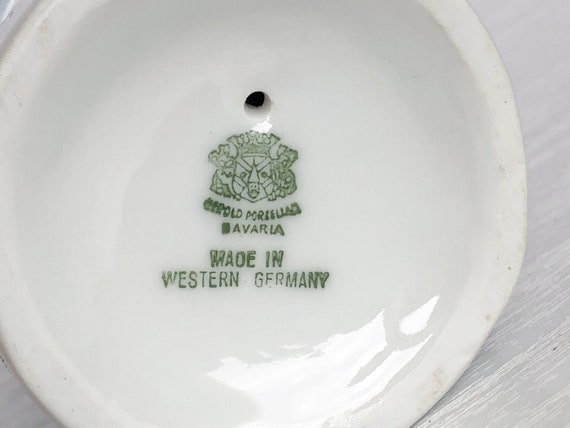 GEROLD PORZELLAN
BAVARIA
MADE IN
WESTERN GERMANY